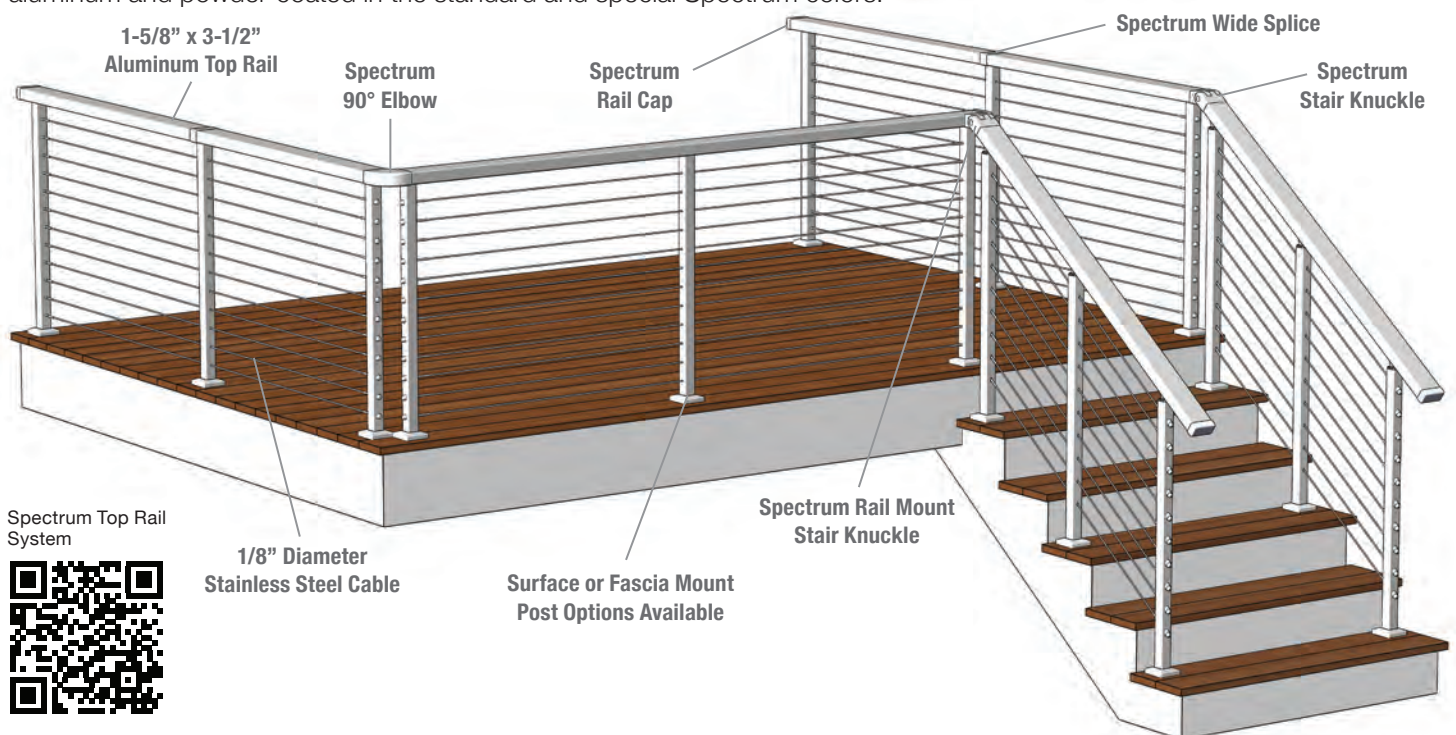 aluminum and powder-coated in the standard and special Spectrum colors.
1-5/8” x 3-1/2”
Aluminum Top Rail
Spectrum
90° Elbow
Spectrum
Rail Cap
Spectrum Wide Splice
Spectrum
Stair Knuckle
Spectrum Top Rail
System
1/8” Diameter
Stainless Steel Cable
Surface or Fascia Mount
Post Options Available
Spectrum Rail Mount
Stair Knuckle